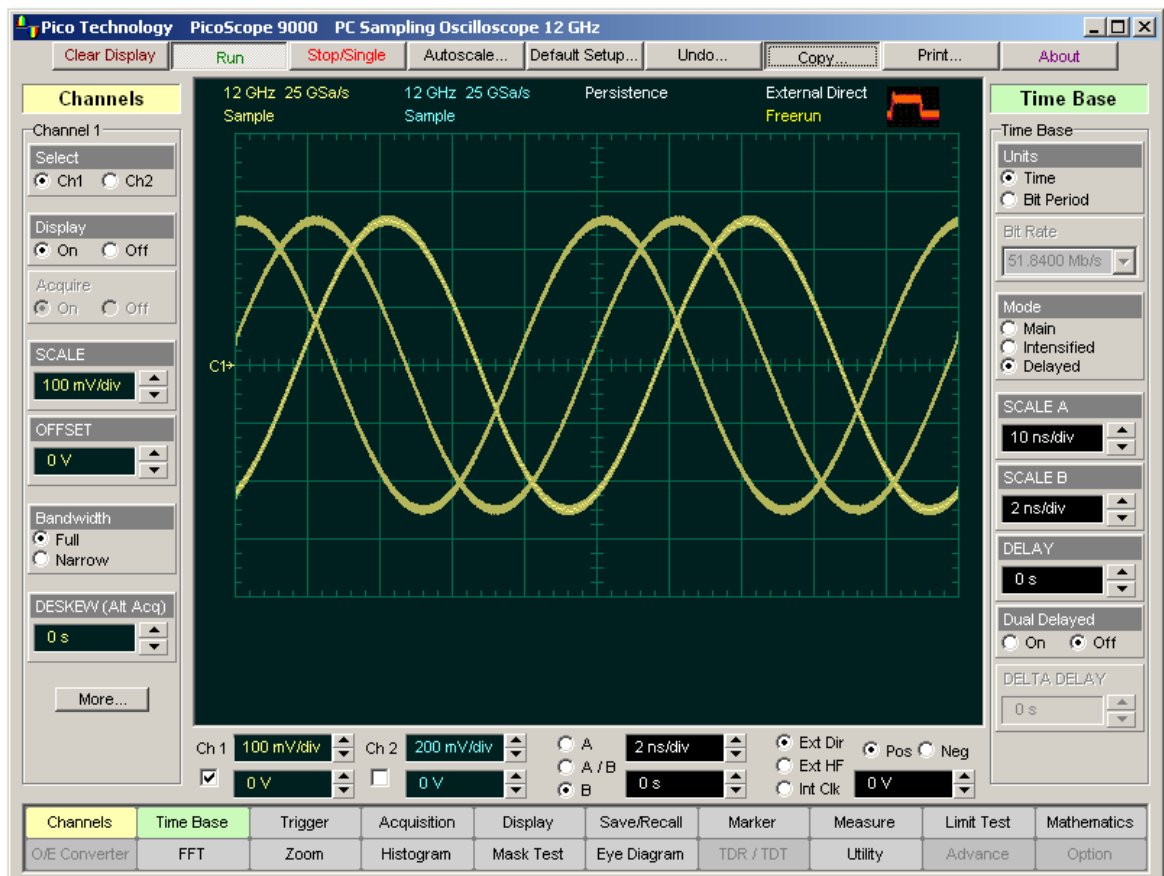 Pico Technology PicoScope 9000 PC Sampling Oscilloscope 12 GHz
Clear Display Run Stop/Single Autoscale... Default Setup... Undo... Copy... Print... About
Channels
Channel 1
Select
Ch1 Ch2
Display
On Off
Acquire
On Off
SCALE
100 mV/div
OFFSET
0 V
Bandwidth
Full
Narrow
DESKEW (Alt Acq)
0 s
More...
12 GHz 25 GSa/s 12 GHz 25 GSa/s Persistence External Direct
Sample Sample Freerun
C1
Time Base
Time Base
Units
Time
Bit Period
Bit Rate
51.8400 Mb/s
Mode
Main
Intensified
Delayed
SCALE A
10 ns/div
SCALE B
2 ns/div
DELAY
0 s
Dual Delayed
On Off
DELTA DELAY
0 s
Ch 1 100 mV/div Ch 2 200 mV/div A 2 ns/div Ext Dir Pos Neg
A / B Ext HF
0 V 0 V B 0 s Int Clk 0 V
Channels Time Base Trigger Acquisition Display Save/Recall Marker Measure Limit Test Mathematics
O/E Converter FFT Zoom Histogram Mask Test Eye Diagram TDR / TDT Utility Advance Option